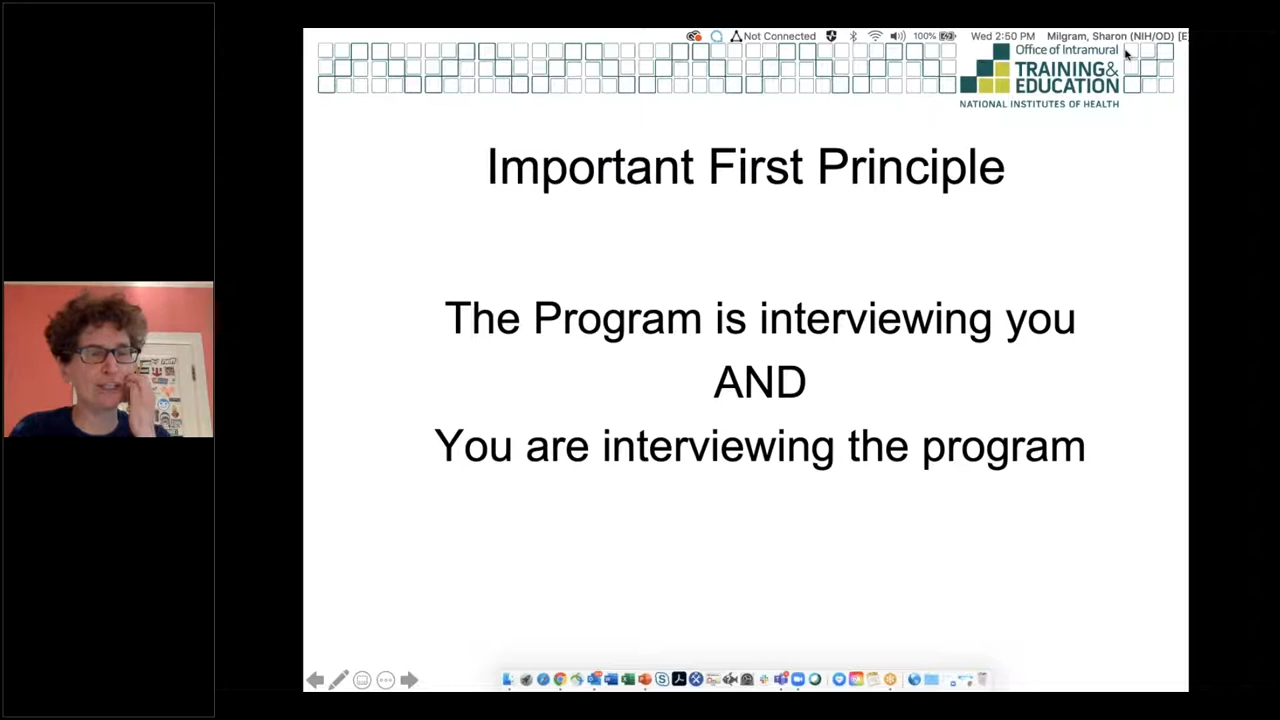 Not Connected 100% Wed 2:50 PM Milgram, Sharon (NIH/OD) [E
Office of Intramural
TRAINING&
EDUCATION
NATIONAL INSTITUTES OF HEALTH
Important First Principle
The Program is interviewing you
AND
You are interviewing the program